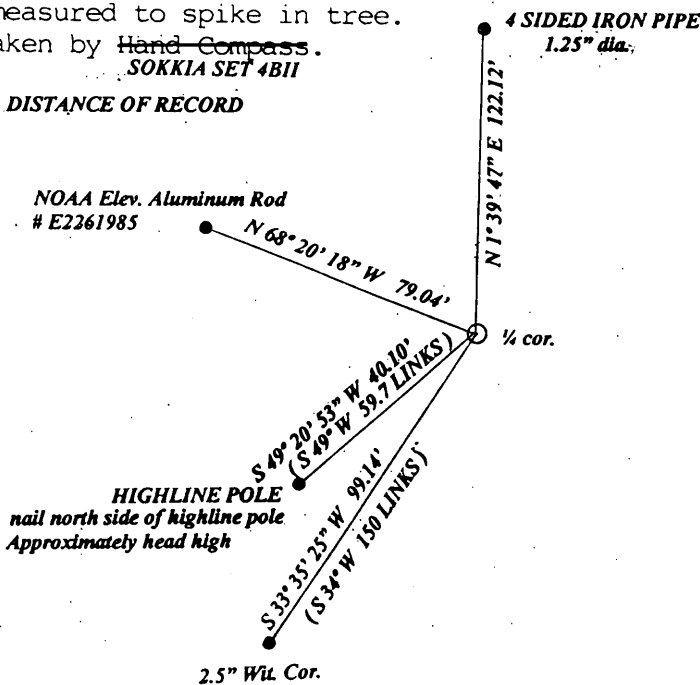 measured to spike in tree.
aken by Hand Compass.
SOKKIA SET 4BII
DISTANCE OF RECORD
4 SIDED IRON PIPE
1.25" dia.
N 1° 39' 47" E 122.12'
NOAA Elev. Aluminum Rod
# E2261985
N 68° 20' 18" W 79.04'
¼ cor.
S 49° 20' 53" W 40.10'
( S 49° W 59.7 LINKS )
HIGHLINE POLE
nail north side of highline pole
Approximately head high
S 33° 35' 25" W 99.14'
( S 34° W 150 LINKS )
2.5" Wit. Cor.